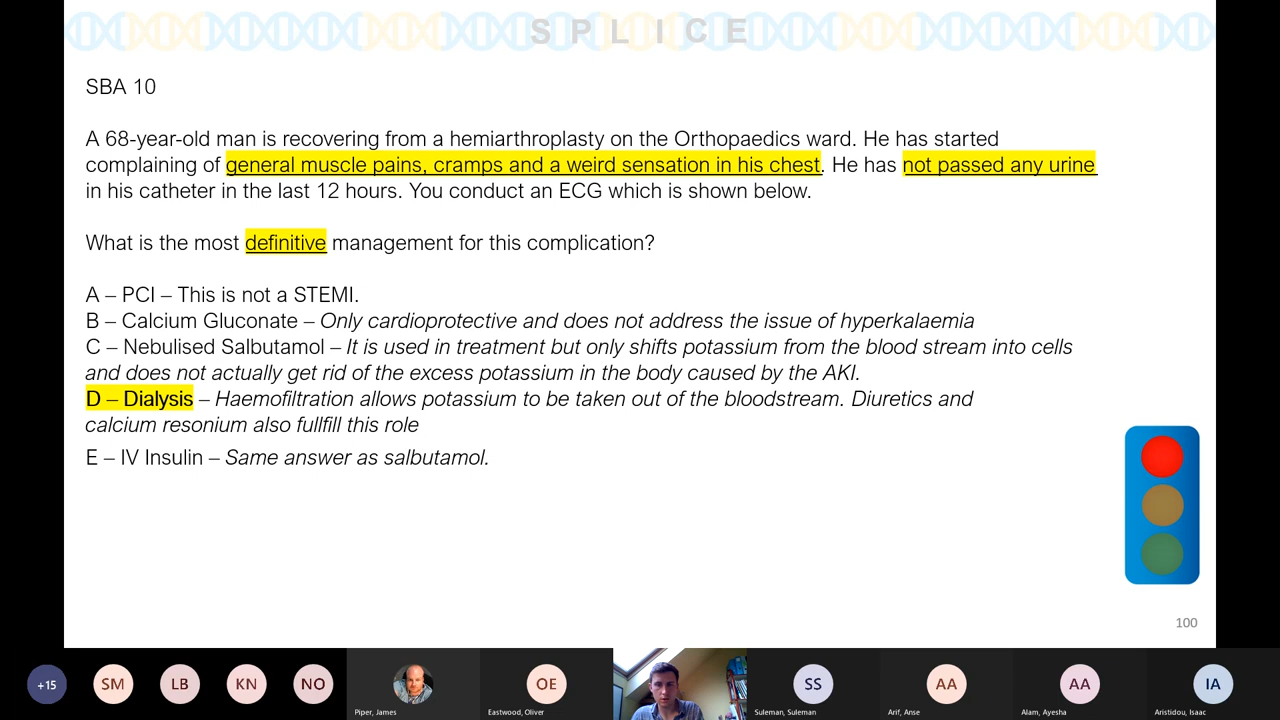 S P L I C E
SBA 10
A 68-year-old man is recovering from a hemiarthroplasty on the Orthopaedics ward. He has started
complaining of general muscle pains, cramps and a weird sensation in his chest. He has not passed any urine
in his catheter in the last 12 hours. You conduct an ECG which is shown below.
What is the most definitive management for this complication?
A – PCI – This is not a STEMI.
B – Calcium Gluconate – Only cardioprotective and does not address the issue of hyperkalaemia
C – Nebulised Salbutamol – It is used in treatment but only shifts potassium from the blood stream into cells
and does not actually get rid of the excess potassium in the body caused by the AKI.
D – Dialysis – Haemofiltration allows potassium to be taken out of the bloodstream. Diuretics and
calcium resonium also fullfill this role
E – IV Insulin – Same answer as salbutamol.
100
+15 SM LB KN NO OE SS AA AA IA
Piper, James Eastwood, Oliver Suleman, Suleman Arif, Anse Alam, Ayesha Aristidou, Isaac